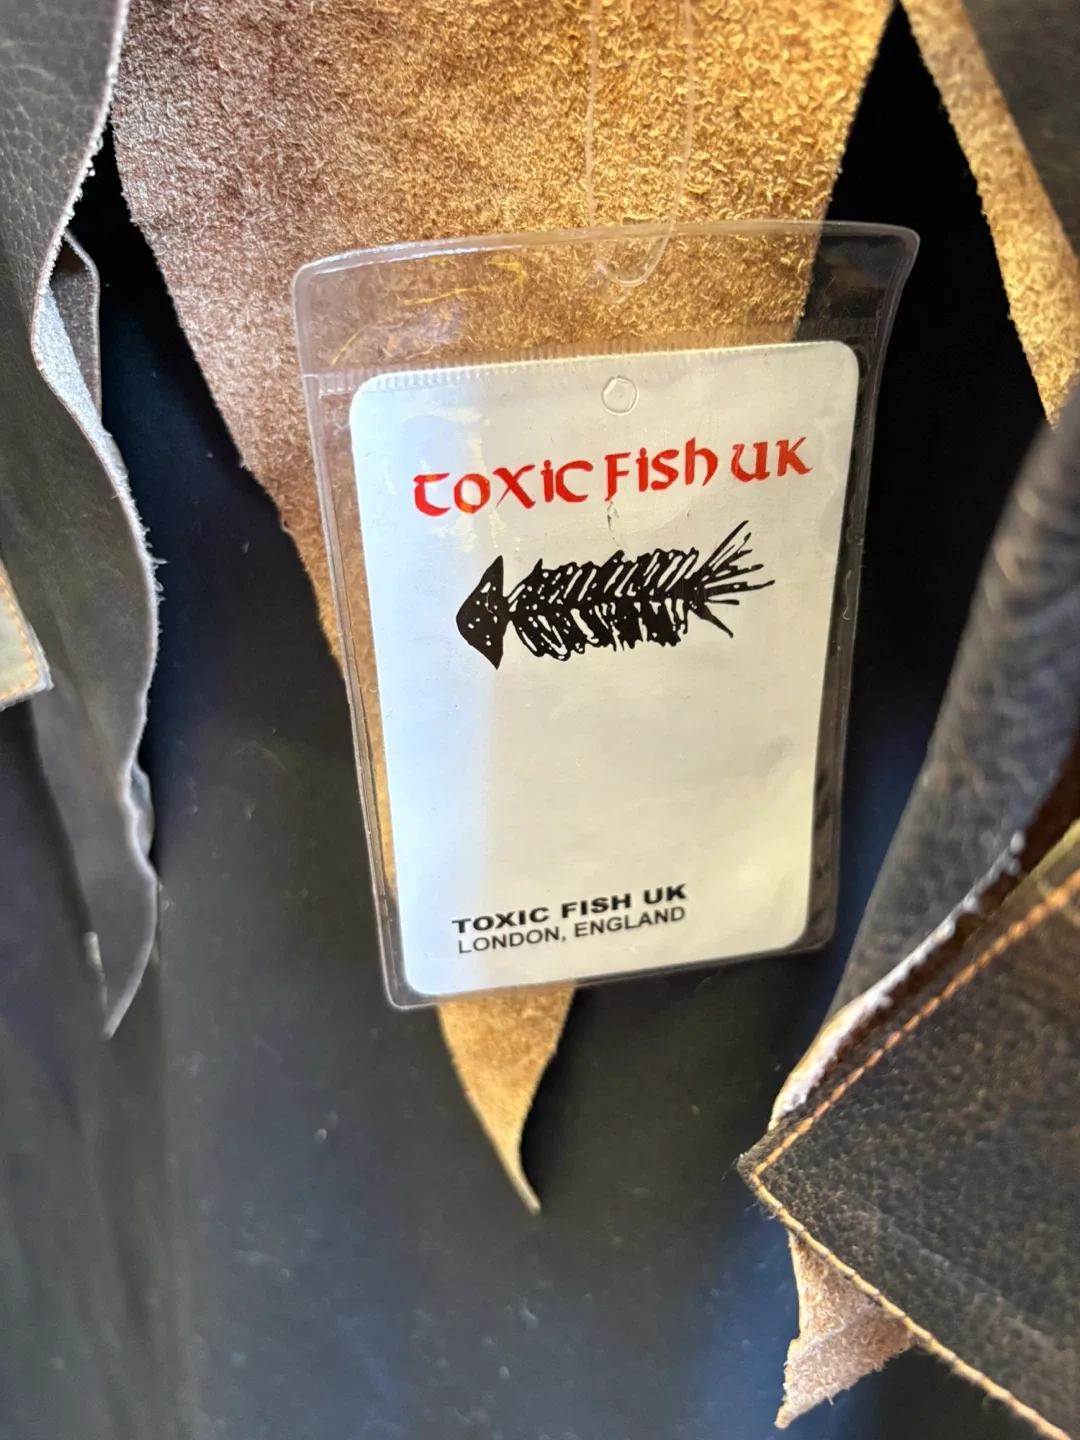 toxic fish uk
TOXIC FISH UK
LONDON, ENGLAND